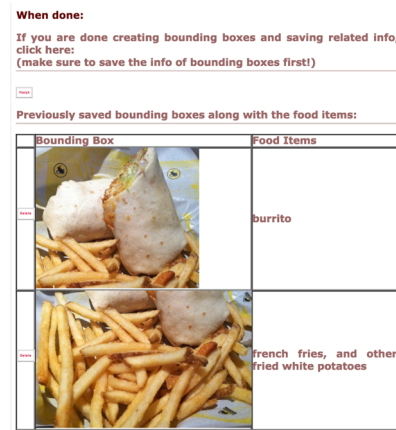 When done:
If you are done creating bounding boxes and saving related info,
click here:
(make sure to save the info of bounding boxes first!)
Previously saved bounding boxes along with the food items:
Bounding Box Food Items
Delete
burrito
Delete
french fries, and other
fried white potatoes